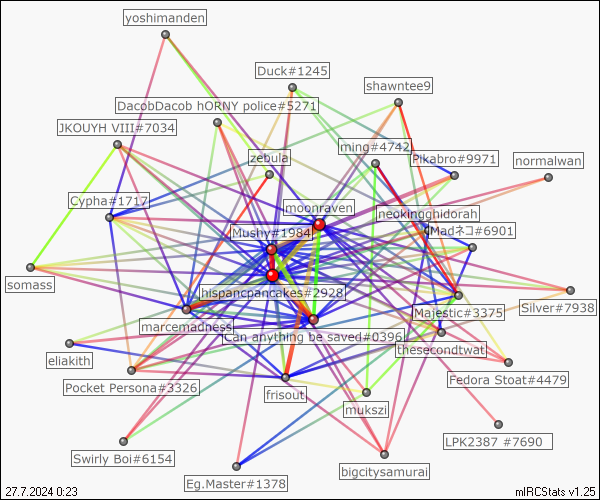 yoshimanden
Duck#1245
shawntee9
DacobDacob hORNY police#5271
JKOUYH VIII#7034
ming#4742
Pikabro#9971
zebula
normalwan
Cypha#1717
moonraven
neokingghidorah
Mushy#1984
Madネコ#6901
somass
hispancpancakes#2928
Silver#7938
Majestic#3375
marcemadness
Can anything be saved#0396
thesecondtwat
eliakith
Pocket Persona#3326
Fedora Stoat#4479
frisout
mukszi
LPK2387 #7690
Swirly Boi#6154
bigcitysamurai
Eg.Master#1378
27.7.2024 0:23
mIRCStats v1.25